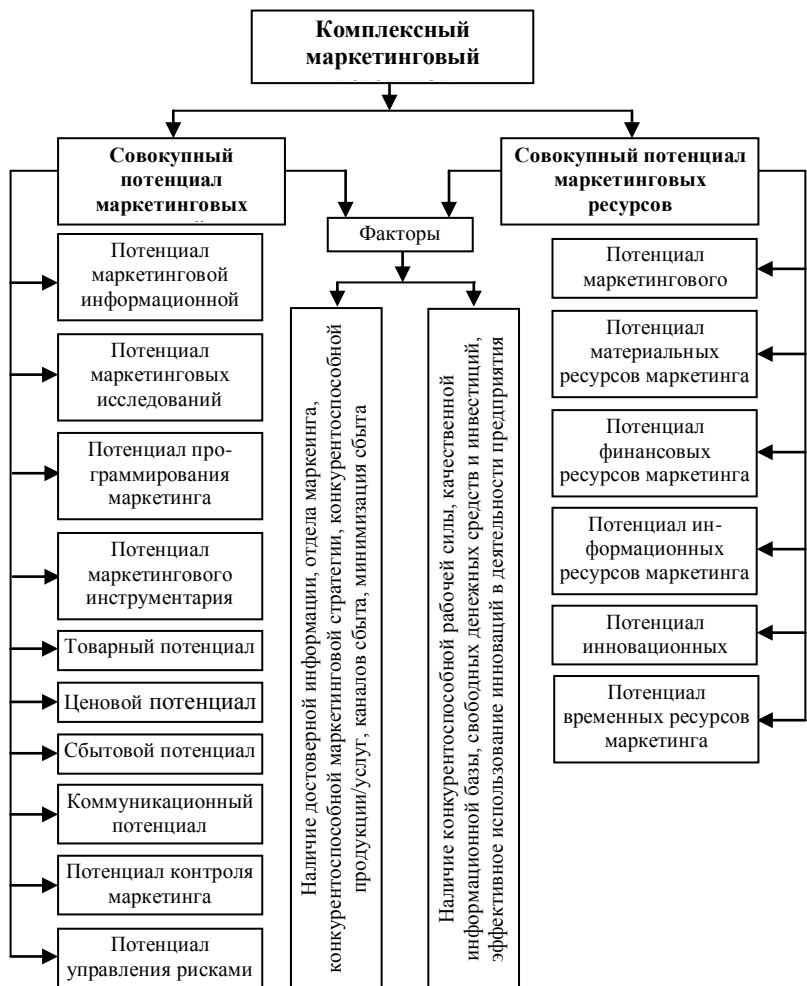 Комплексный
маркетинговый
Совокупный
потенциал
маркетинговых
Совокупный потенциал
маркетинговых
ресурсов
Факторы
Потенциал
маркетинговой
информационной
Потенциал
маркетинговых
исследований
Потенциал про-
граммирования
маркетинга
Потенциал
маркетингового
инструментария
Товарный потенциал
Ценовой потенциал
Сбытовой потенциал
Коммуникационный
потенциал
Потенциал контроля
маркетинга
Потенциал
управления рисками
Наличие достоверной информации, отдела маркеинга,
конкурентоспособной маркетинговой стратегии, конкурентоспособной
продукции/услуг, каналов сбыта, минимизация сбыта
Наличие конкурентоспособной рабочей силы, качественной
информационной базы, свободных денежных средств и инвестиций,
эффективное использование инноваций в деятельности предприятия
Потенциал
маркетингового
Потенциал
материальных
ресурсов маркетинга
Потенциал
финансовых
ресурсов маркетинга
Потенциал ин-
формационных
ресурсов маркетинга
Потенциал
инновационных
Потенциал
временных ресурсов
маркетинга